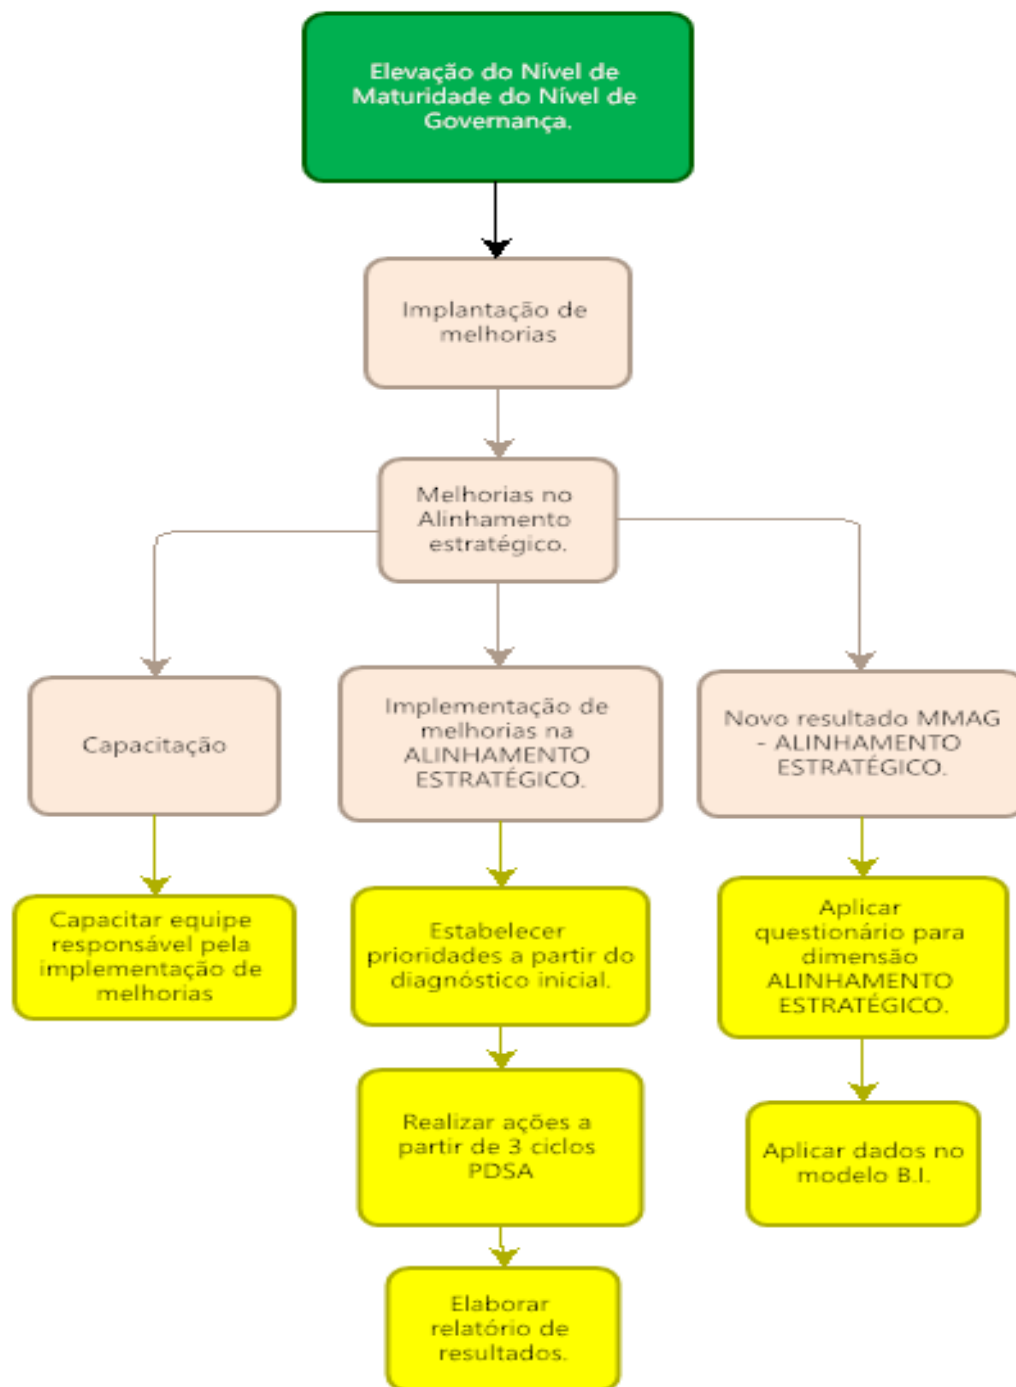 Elevação do Nível de
Maturidade do Nível de
Governança.
Implantação de
melhorias
Melhorias no
Alinhamento
estratégico.
Capacitação
Implementação de
melhorias na
ALINHAMENTO
ESTRATÉGICO.
Novo resultado MMAG
- ALINHAMENTO
ESTRATÉGICO.
Capacitar equipe
responsável pela
implementação de
melhorias
Estabelecer
prioridades a partir do
diagnóstico inicial.
Aplicar
questionário para
dimensão
ALINHAMENTO
ESTRATÉGICO.
Realizar ações a
partir de 3 ciclos
PDSA
Aplicar dados no
modelo B.I.
Elaborar
relatório de
resultados.